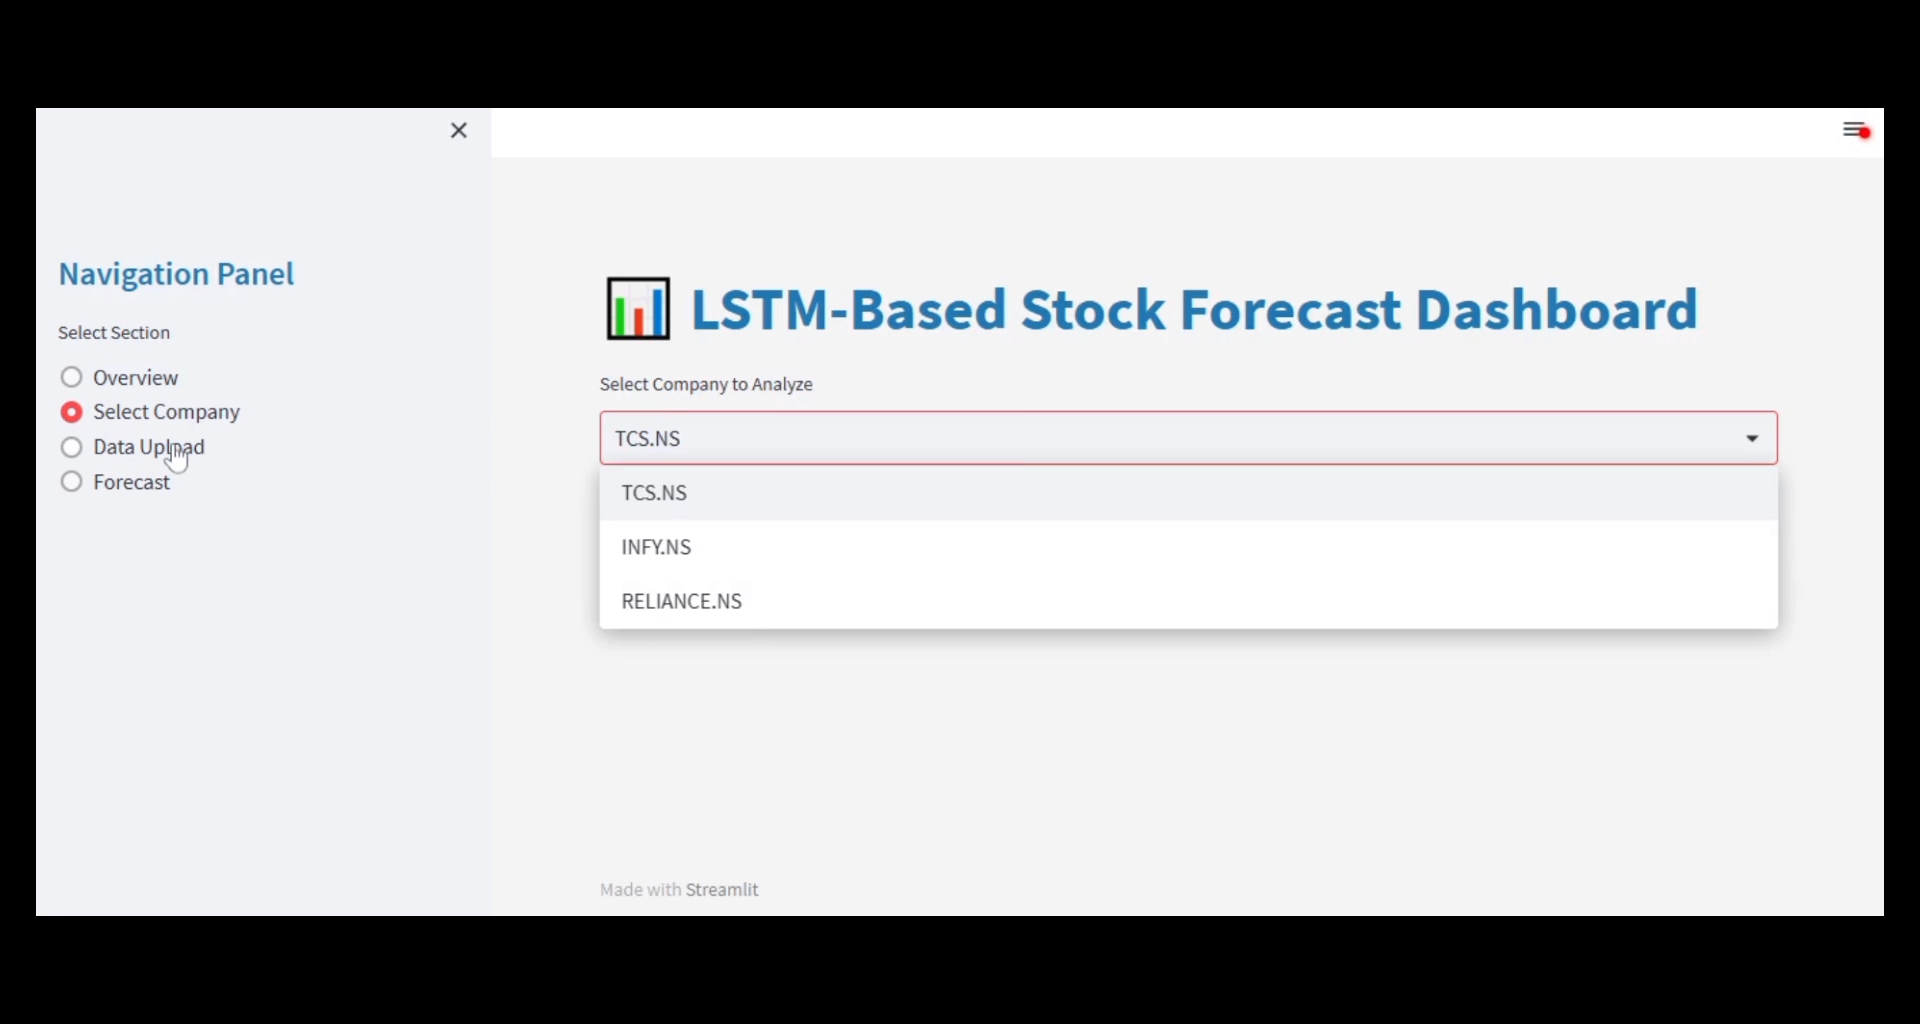 Navigation Panel
Select Section
Overview
Select Company
Data Upload
Forecast
LSTM-Based Stock Forecast Dashboard
Select Company to Analyze
TCS.NS
TCS.NS
INFY.NS
RELIANCE.NS
Made with Streamlit